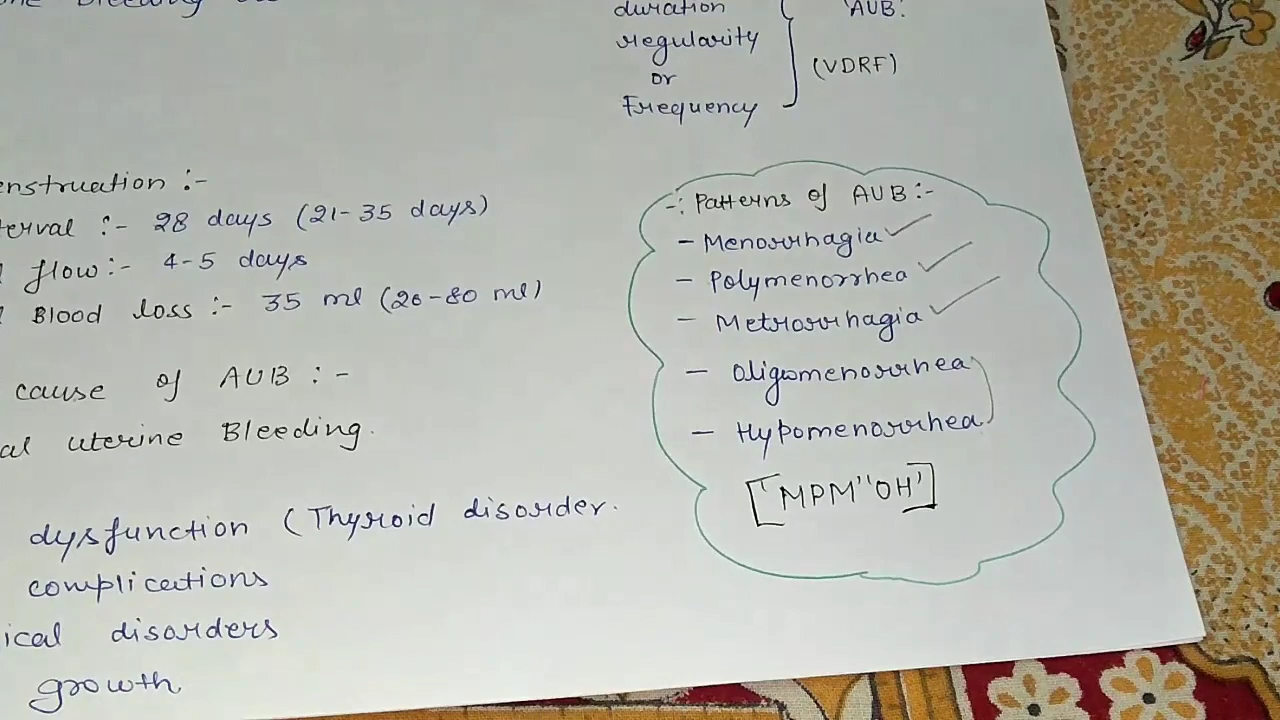 duration
AUB.
regularity
or
(VDRF)
Frequency
enstruation :-
terval :- 28 days (21-35 days)
flow :- 4-5 days
Blood loss :- 35 ml (20-80 ml)
cause of AUB :-
al uterine Bleeding.
dysfunction (Thyroid disorder.
complications
ical disorders
growth
-: Patterns of AUB :-
- Menorrhagia
- Polymenorrhea
- Metrorrhagia
- Oligomenorrhea
- Hypomenorrhea
["MPM"OH"]